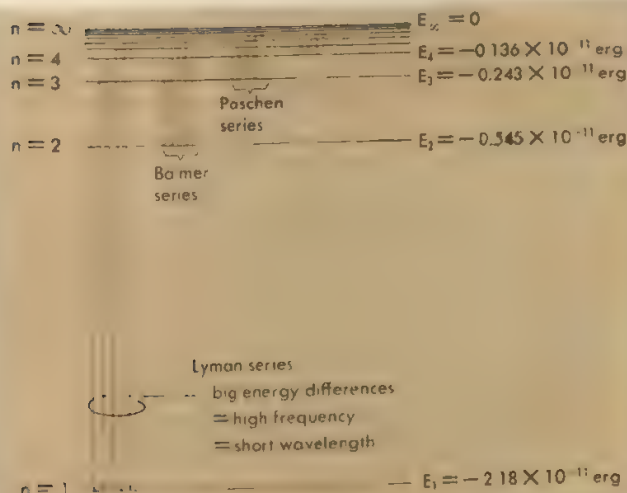 n = ∞ E∞ = 0
n = 4 E₄ = −0.136 × 10⁻¹¹ erg
n = 3 E₃ = −0.243 × 10⁻¹¹ erg
Paschen
series
n = 2 E₂ = −0.545 × 10⁻¹¹ erg
Balmer
series
Lyman series
big energy differences
= high frequency
= short wavelength
n = 1 E₁ = −2.18 × 10⁻¹¹ erg